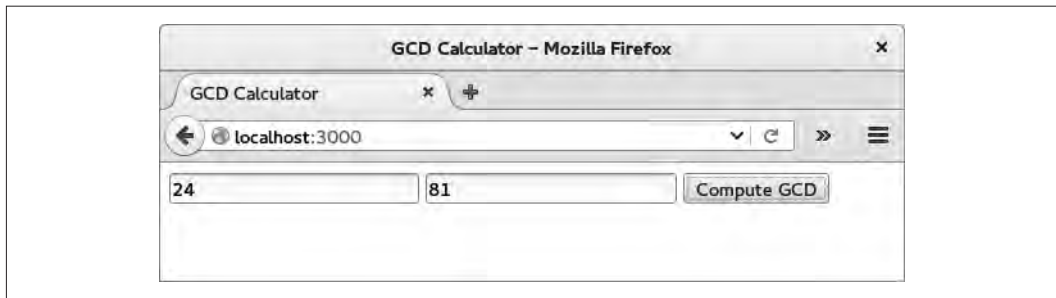 GCD Calculator – Mozilla Firefox
GCD Calculator
localhost:3000
24
81
Compute GCD